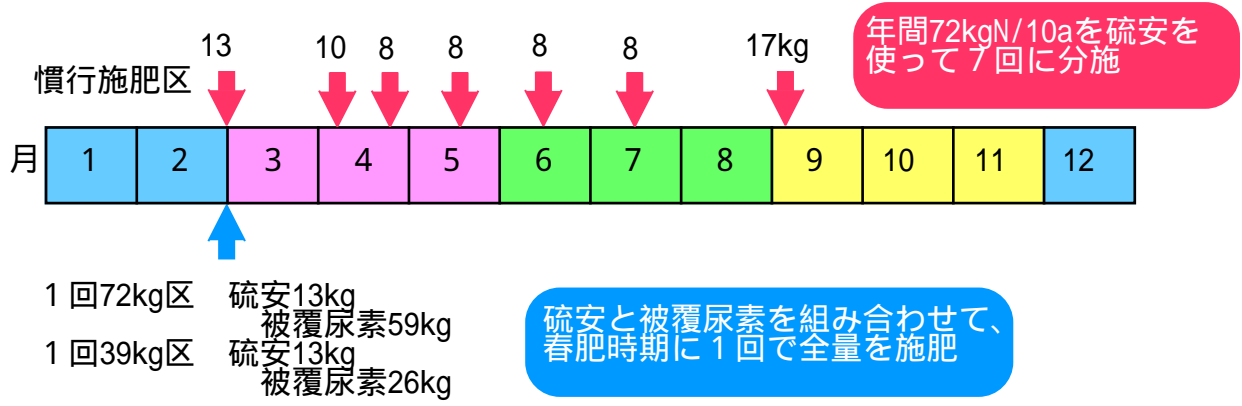 年間72kgN/10aを硫安を
使って７回に分施
13 10 8 8 8 8 17kg
慣行施肥区
月 1 2 3 4 5 6 7 8 9 10 11 12
１回72kg区 硫安13kg
被覆尿素59kg
１回39kg区 硫安13kg
被覆尿素26kg
硫安と被覆尿素を組み合わせて、
春肥時期に１回で全量を施肥